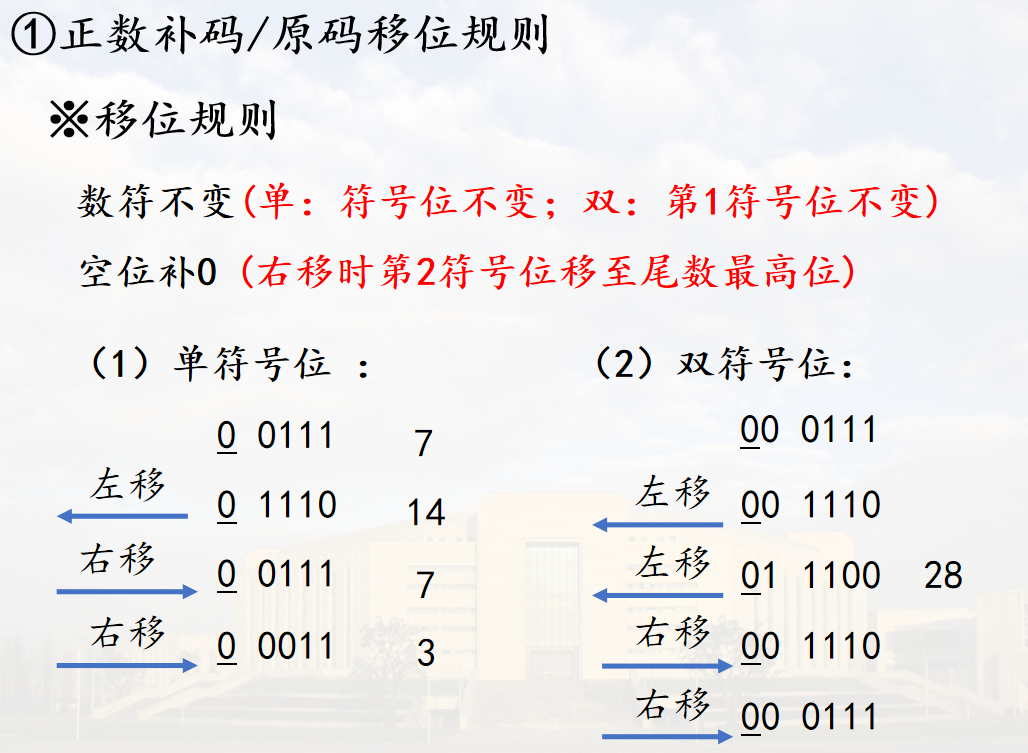 ①正数补码/原码移位规则
※移位规则
数符不变(单：符号位不变；双：第1符号位不变)
空位补0 (右移时第2符号位移至尾数最高位)
（1）单符号位 ：
0 0111 7
左移 0 1110 14
右移 0 0111 7
右移 0 0011 3
（2）双符号位：
00 0111
左移 00 1110
左移 01 1100 28
右移 00 1110
右移 00 0111